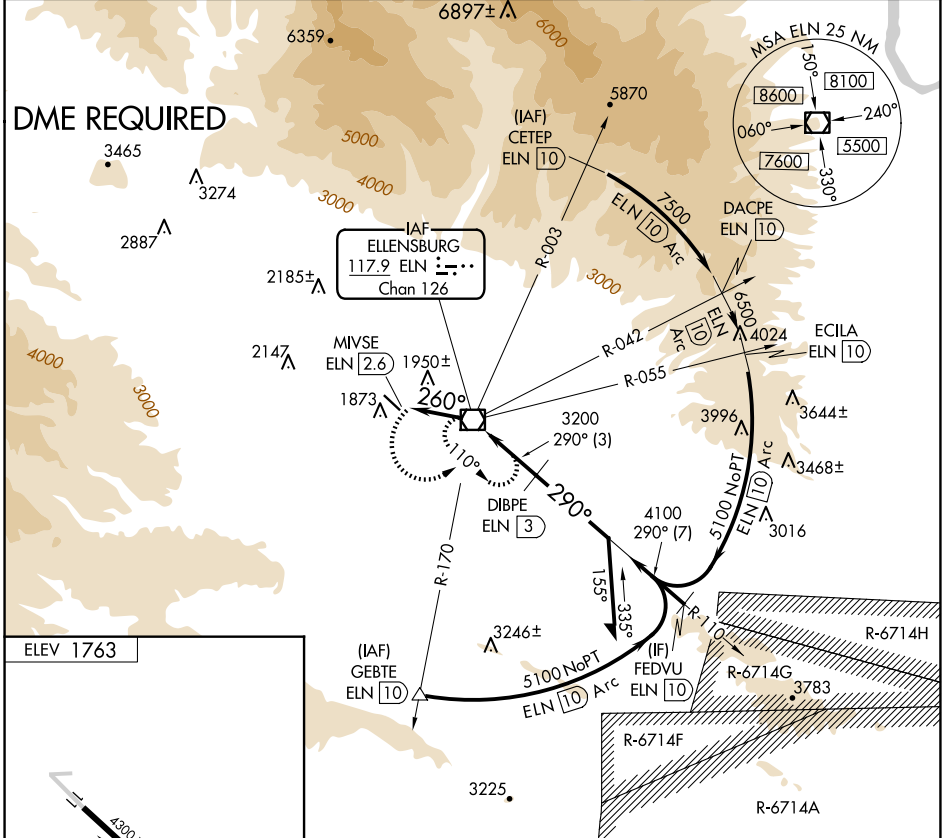 6897±
6000
6359
MSA ELN 25 NM
150°
8100
8600
240°
060°
5500
7600
330°
DME REQUIRED
5870
(IAF)
CETEP
ELN 10
3465
5000
4000
3000
3274
2887
7500
ELN 10 Arc
R-003
DACPE
ELN 10
IAF
ELLENSBURG
117.9 ELN
Chan 126
2185±
3000
6500
ELN
10
Arc
R-042
4024
ECILA
ELN 10
R-055
MIVSE
ELN 2.6
2147
1950±
1873
260°
4000
3000
3200
290° (3)
3996
3644±
3468±
110°
DIBPE
ELN 3
290°
4100
290° (7)
5100 NoPT
ELN 10 Arc
3016
R-170
155°
335°
R-110
R-6714H
R-6714G
3783
ELEV 1763
(IAF)
GEBTE
ELN 10
3246±
5100 NoPT
ELN 10 Arc
(IF)
FEDVU
ELN 10
R-6714F
3225
R-6714A
4300